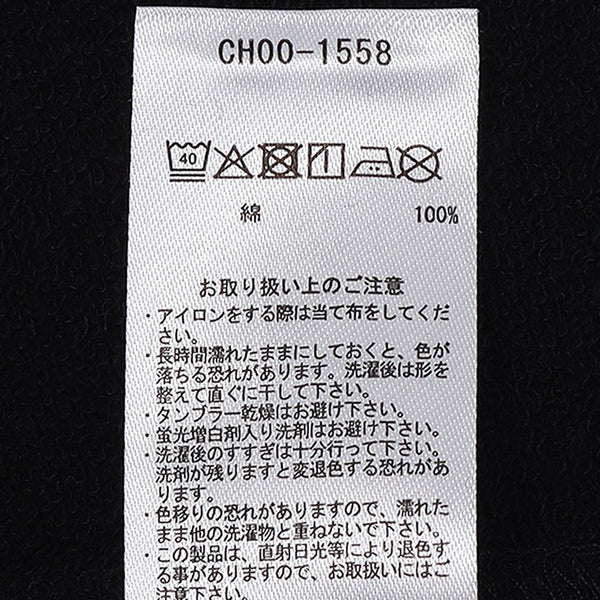 CH00-1558
40
綿 100%
お取り扱い上のご注意
・アイロンをする際は当て布をしてくだ
さい。
・長時間濡れたままにしておくと、色が
落ちる恐れがあります。洗濯後は形を
整えて直ぐに干して下さい。
・タンブラー乾燥はお避け下さい。
・蛍光増白剤入り洗剤はお避け下さい。
・洗濯後のすすぎは十分行って下さい。
洗剤が残りますと変退色する恐れがあ
ります。
・色移りの恐れがありますので、濡れた
まま他の洗濯物と重ねないで下さい。
・この製品は、直射日光等により退色す
る事がありますので、お取扱いにはご
注意下さい。